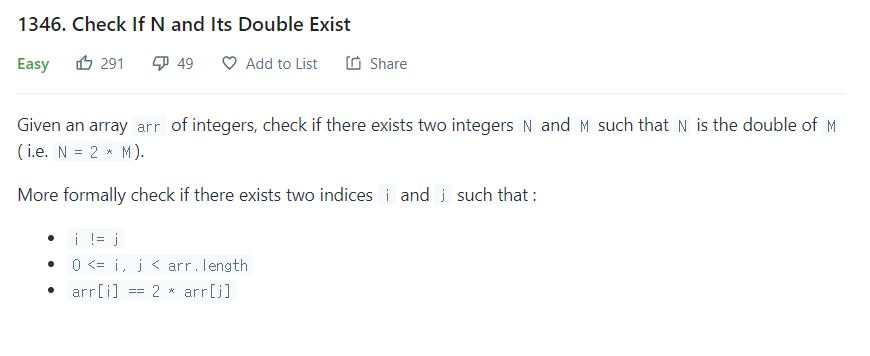 1346. Check If N and Its Double Exist
Easy 291 49 Add to List Share
Given an array arr of integers, check if there exists two integers N and M such that N is the double of M
( i.e. N = 2 * M).
More formally check if there exists two indices i and j such that :
• i != j
• 0 <= i, j < arr.length
• arr[i] == 2 * arr[j]